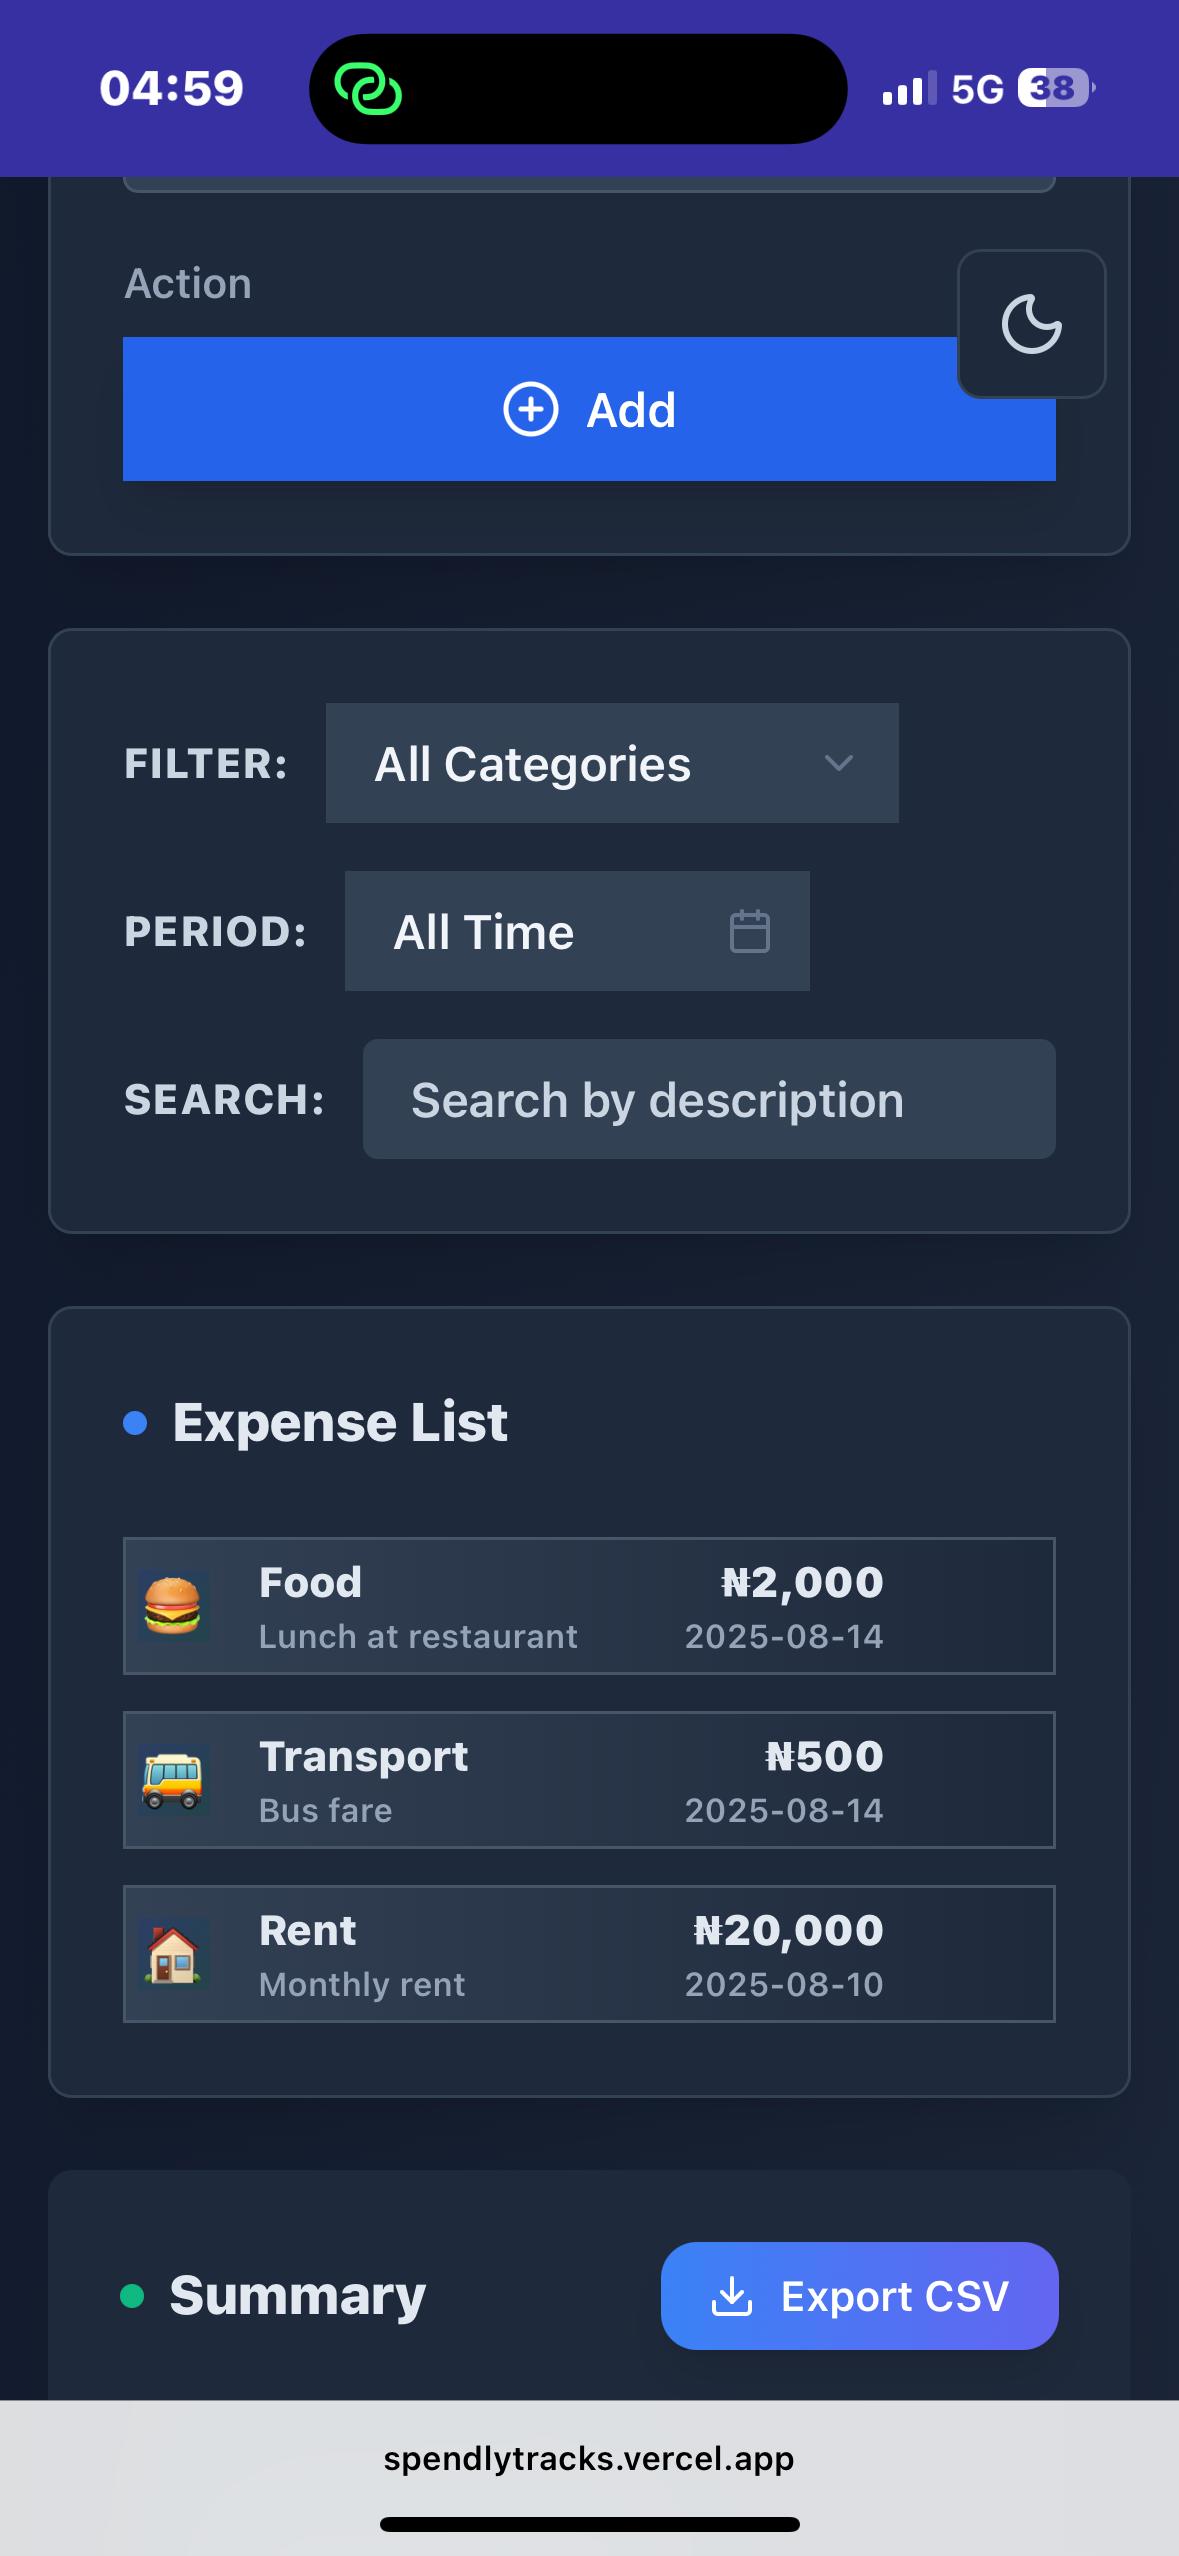 04:59
5G 38
Action
Add
FILTER: All Categories
PERIOD: All Time
SEARCH: Search by description
Expense List
Food ₦2,000
Lunch at restaurant 2025-08-14
Transport ₦500
Bus fare 2025-08-14
Rent ₦20,000
Monthly rent 2025-08-10
Summary Export CSV
spendlytracks.vercel.app